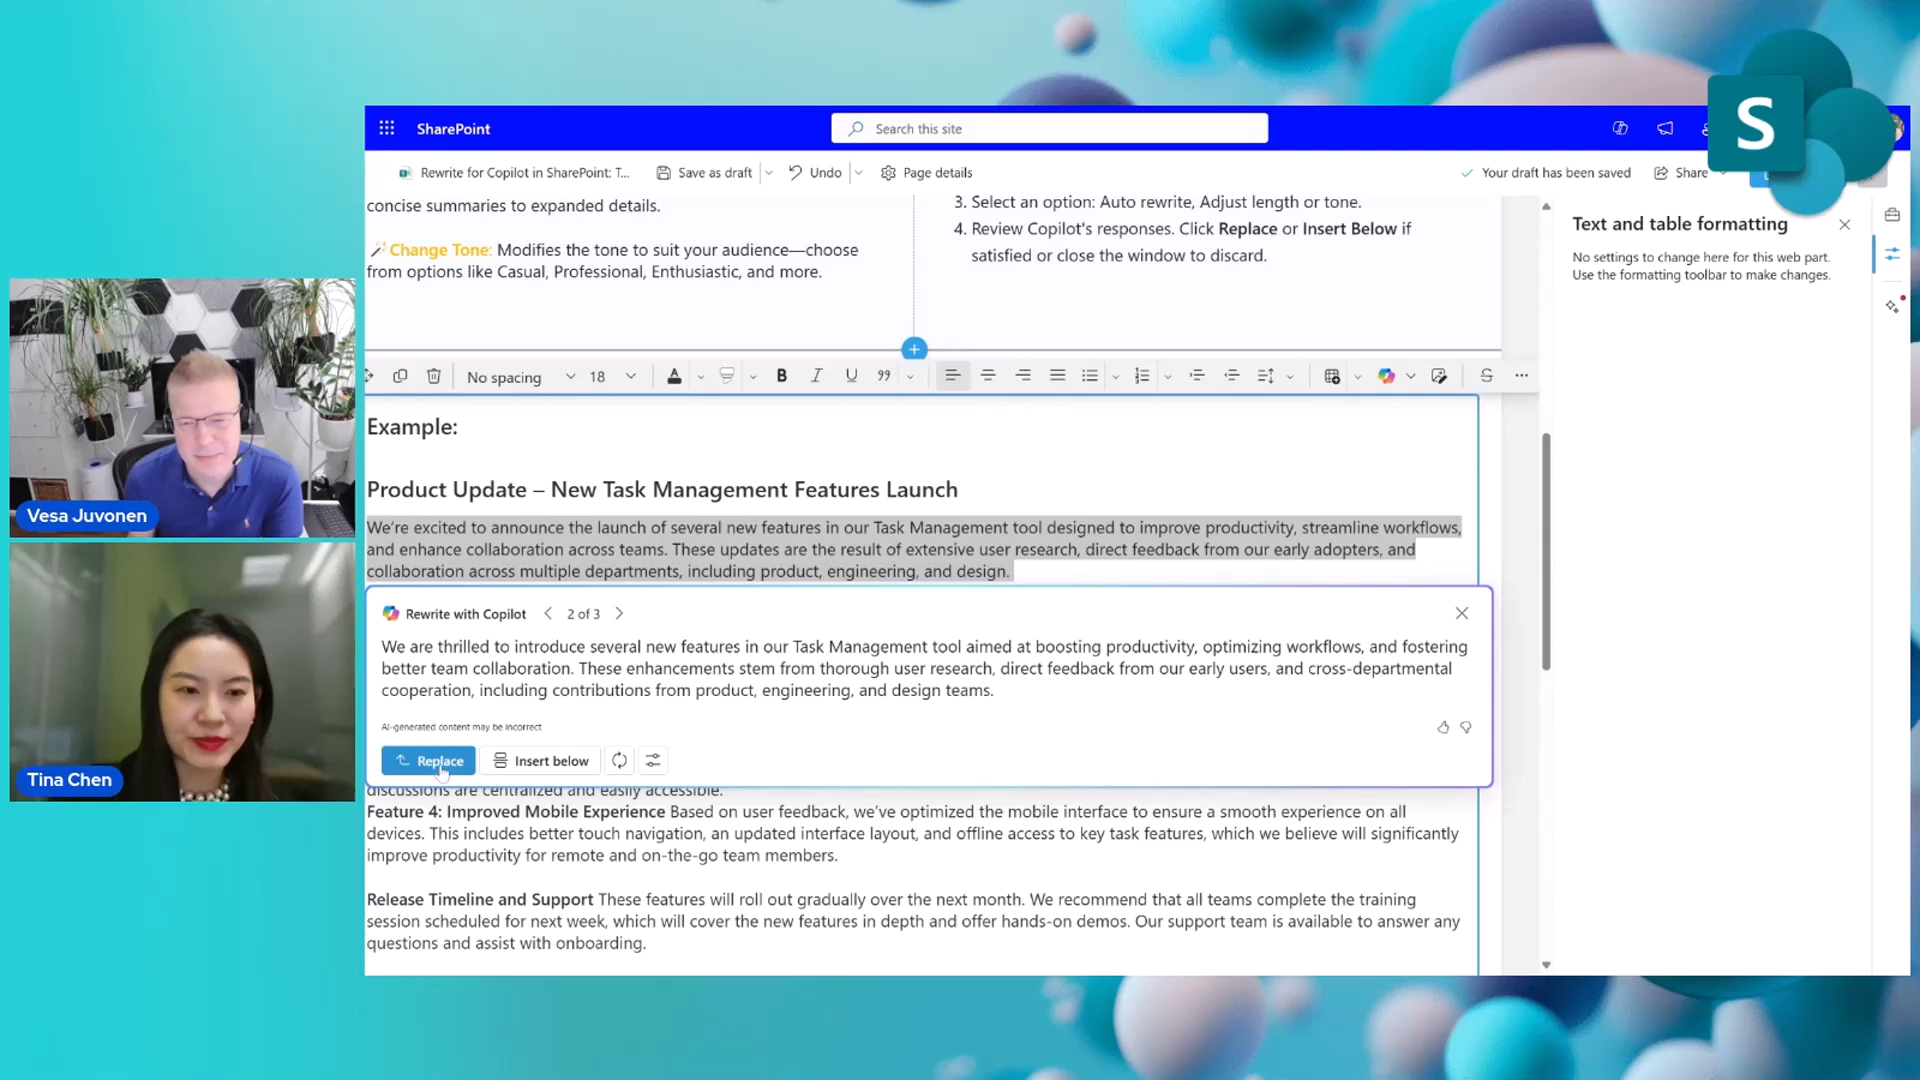 SharePoint
Search this site
S
Rewrite for Copilot in SharePoint: T...
Save as draft
Undo
Page details
Your draft has been saved
Share
concise summaries to expanded details.
Change Tone: Modifies the tone to suit your audience—choose
from options like Casual, Professional, Enthusiastic, and more.
3. Select an option: Auto rewrite, Adjust length or tone.
4. Review Copilot's responses. Click Replace or Insert Below if
satisfied or close the window to discard.
Text and table formatting
No settings to change here for this web part.
Use the formatting toolbar to make changes.
No spacing
18
Example:
Product Update – New Task Management Features Launch
We're excited to announce the launch of several new features in our Task Management tool designed to improve productivity, streamline workflows,
and enhance collaboration across teams. These updates are the result of extensive user research, direct feedback from our early adopters, and
collaboration across multiple departments, including product, engineering, and design.
Rewrite with Copilot
2 of 3
We are thrilled to introduce several new features in our Task Management tool aimed at boosting productivity, optimizing workflows, and fostering
better team collaboration. These enhancements stem from thorough user research, direct feedback from our early users, and cross-departmental
cooperation, including contributions from product, engineering, and design teams.
AI-generated content may be incorrect
Replace
Insert below
discussions are centralized and easily accessible.
Feature 4: Improved Mobile Experience Based on user feedback, we've optimized the mobile interface to ensure a smooth experience on all
devices. This includes better touch navigation, an updated interface layout, and offline access to key task features, which we believe will significantly
improve productivity for remote and on-the-go team members.
Release Timeline and Support These features will roll out gradually over the next month. We recommend that all teams complete the training
session scheduled for next week, which will cover the new features in depth and offer hands-on demos. Our support team is available to answer any
questions and assist with onboarding.
Vesa Juvonen
Tina Chen